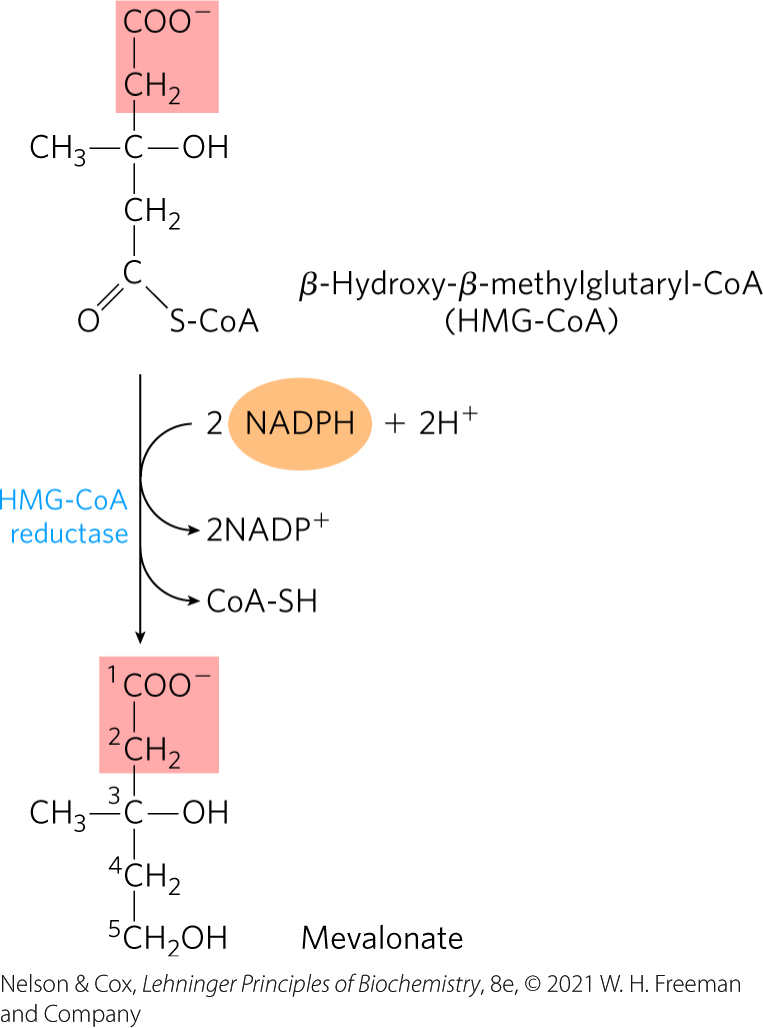 COO⁻
CH₂
CH₃—C—OH
CH₂
C
O
S-CoA
β-Hydroxy-β-methylglutaryl-CoA
(HMG-CoA)
2 NADPH + 2H⁺
HMG-CoA
reductase
2NADP⁺
CoA-SH
¹COO⁻
²CH₂
CH₃—³C—OH
⁴CH₂
⁵CH₂OH
Mevalonate
Nelson & Cox, Lehninger Principles of Biochemistry, 8e, © 2021 W. H. Freeman
and Company